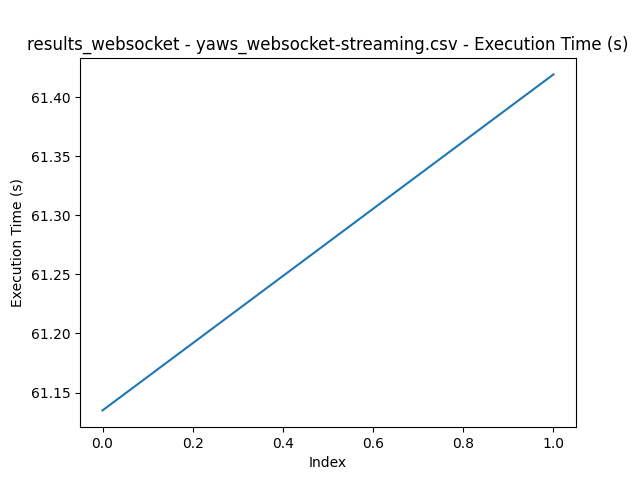 results_websocket - yaws_websocket-streaming.csv - Execution Time (s)
61.40
61.35
61.30
61.25
61.20
61.15
Execution Time (s)
0.0 0.2 0.4 0.6 0.8 1.0
Index